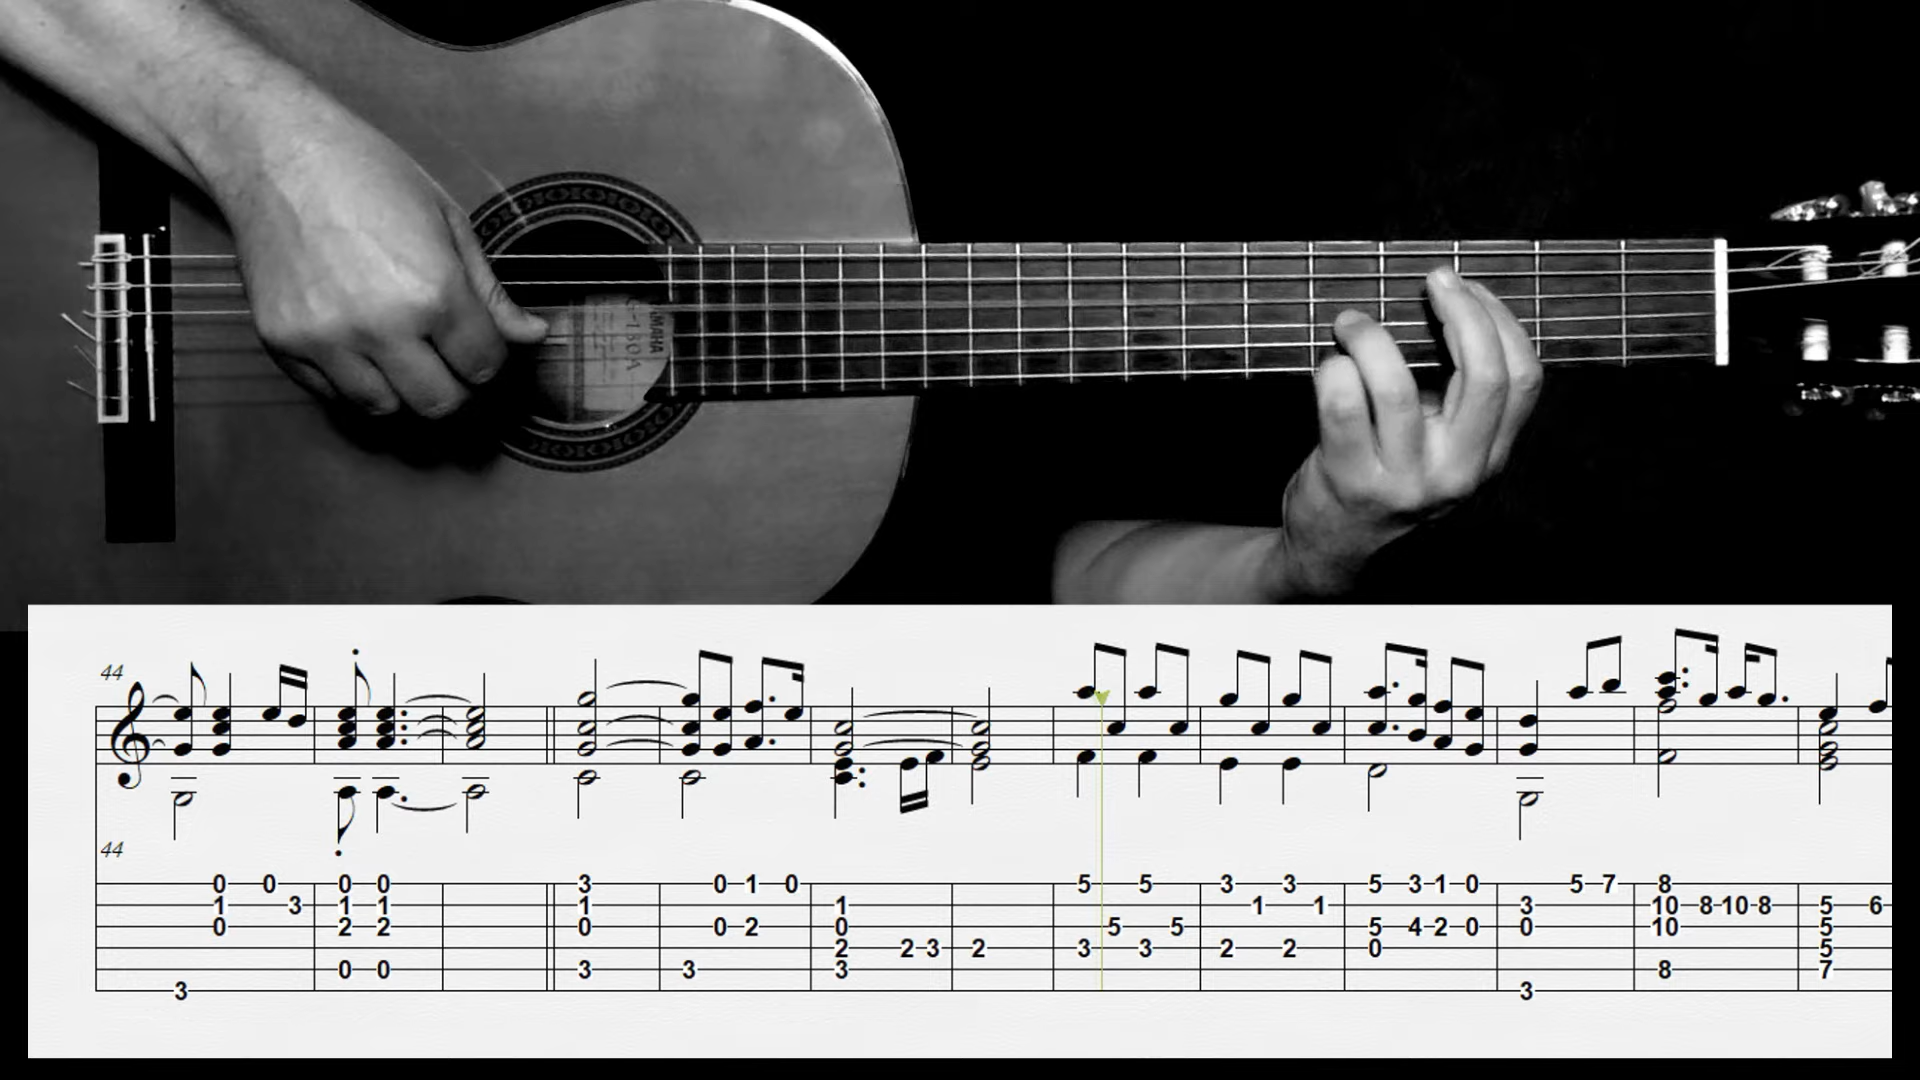 YAMAHA
44
44
0 0 0 0 3 0 1 0 5 5 3 3 5 3 1 0 5 7 8
1 3 1 1 1 1 1 1 3 10 8 10 8 5 6
0 2 2 0 0 2 0 5 5 5 4 2 0 0 10 5
2 2 3 2 3 3 2 2 0 5
0 0 3 3 3 8 7
3 3